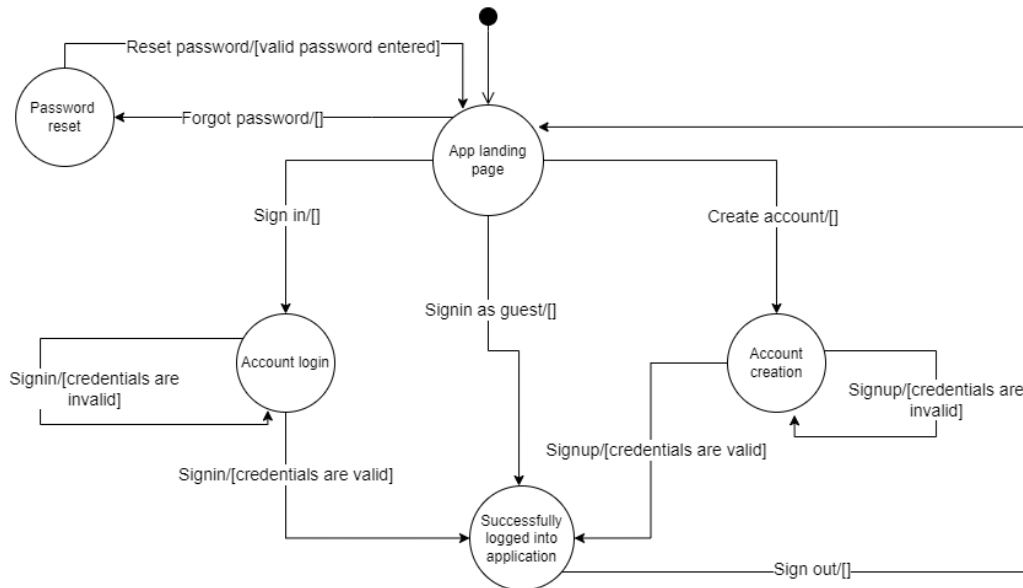 Reset password/[valid password entered]
Password
reset
Forgot password/[]
App landing
page
Sign in/[]
Create account/[]
Signin as guest/[]
Account login
Account
creation
Signin/[credentials are
invalid]
Signup/[credentials are
invalid]
Signin/[credentials are valid]
Signup/[credentials are valid]
Successfully
logged into
application
Sign out/[]